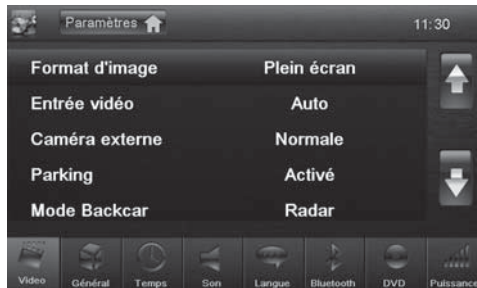 Paramètres 11:30
Format d'image Plein écran
Entrée vidéo Auto
Caméra externe Normale
Parking Activé
Mode Backcar Radar
Video Général Temps Son Langue Bluetooth DVD Puissance